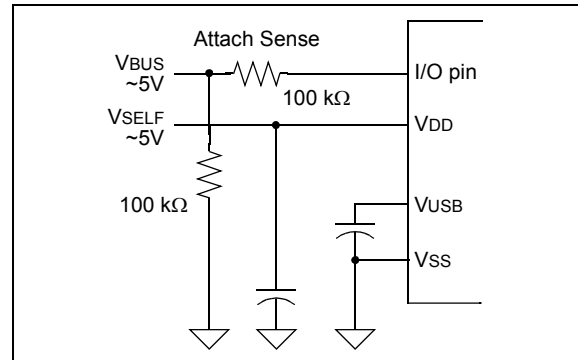 Attach Sense
VBUS
~5V
100 kΩ
I/O pin
VSELF
~5V
VDD
100 kΩ
VUSB
VSS